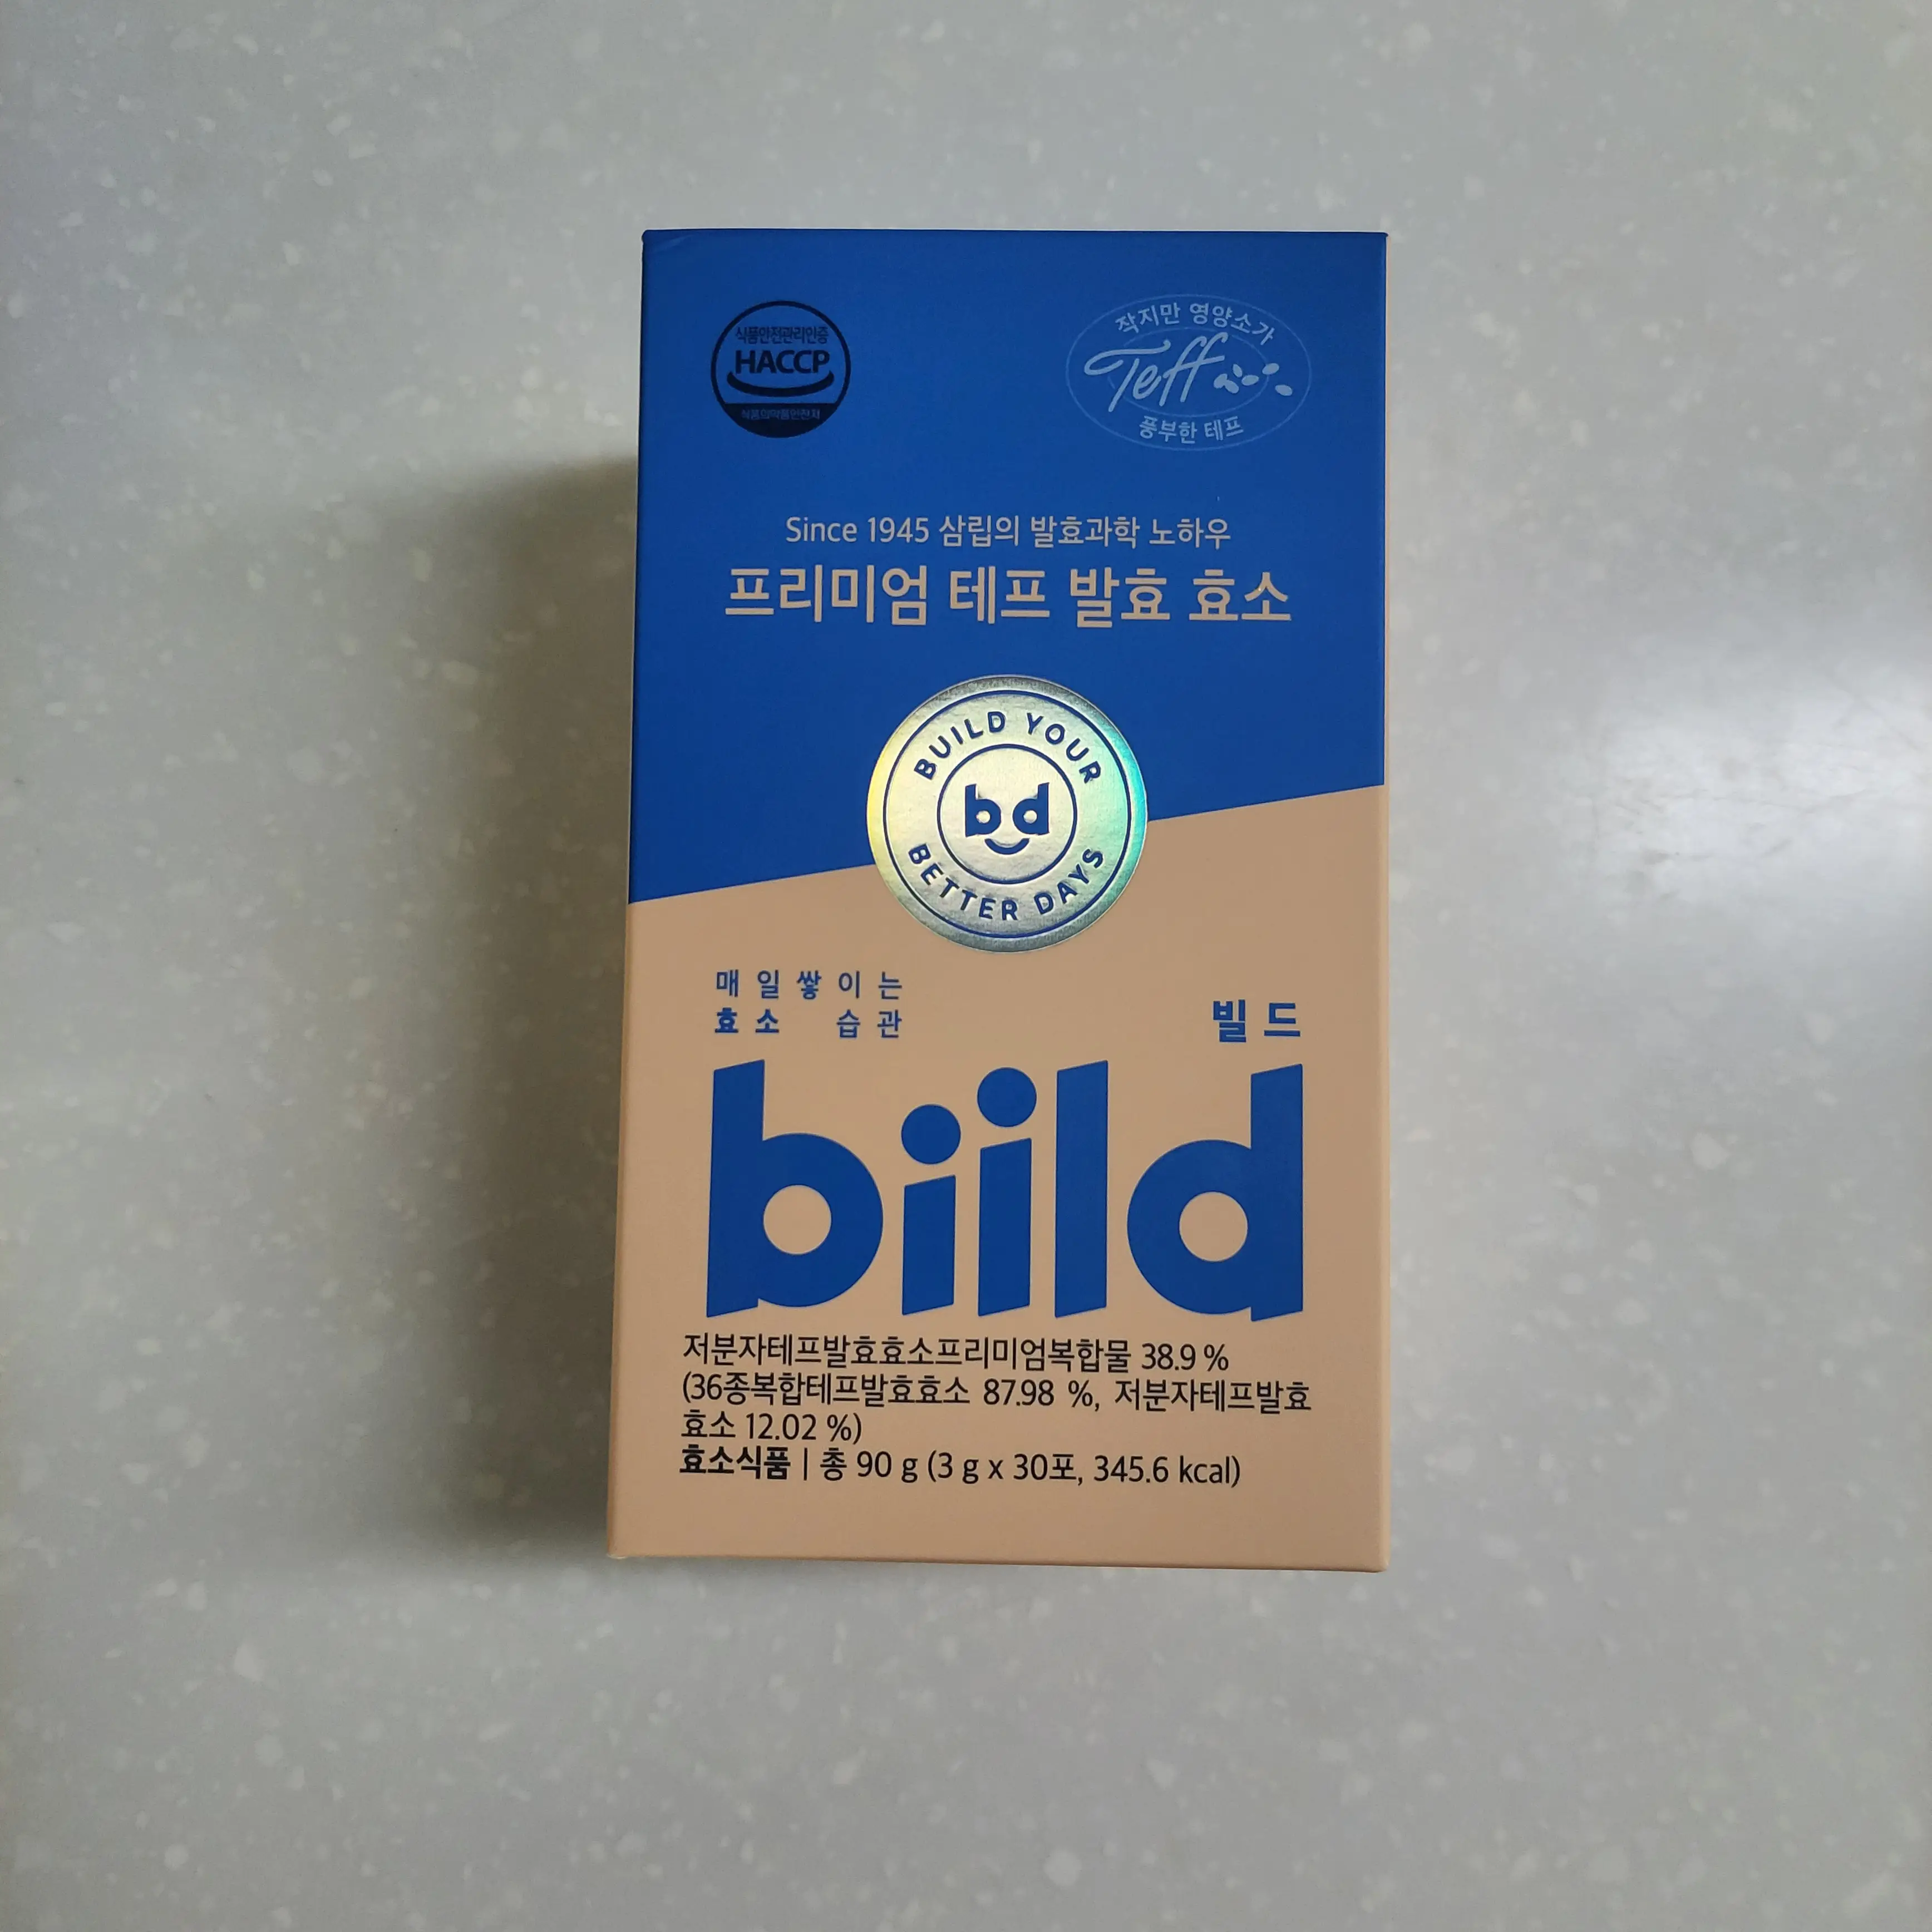 식품안전관리인증
HACCP
식품의약품안전처
작지만 영양소가
Teff
풍부한 테프
Since 1945 삼립의 발효과학 노하우
프리미엄 테프 발효 효소
BUILD YOUR
bd
BETTER DAYS
매일쌓이는
효소 습관
빌드
biild
저분자테프발효효소프리미엄복합물 38.9 %
(36종복합테프발효효소 87.98 %, 저분자테프발효
효소 12.02 %)
효소식품 | 총 90 g (3 g x 30포, 345.6 kcal)